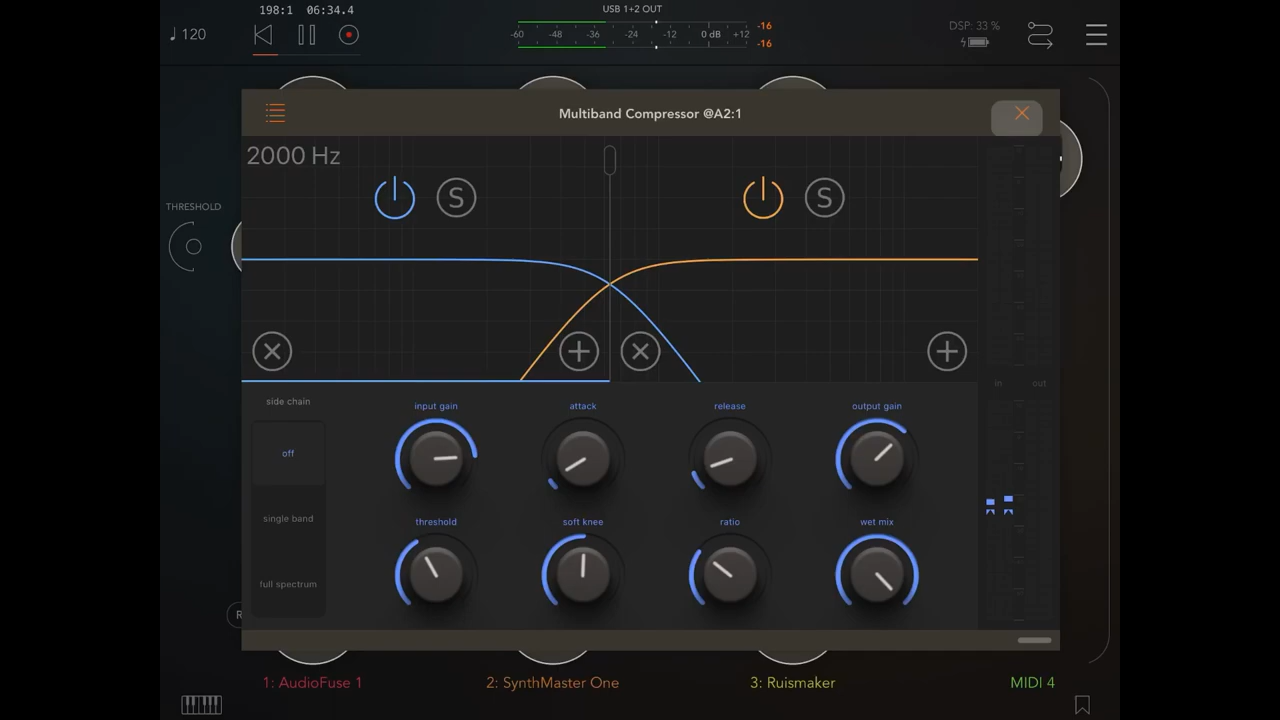 198:1 06:34.4
USB 1+2 OUT
♩120
-60 -48 -36 -24 -12 0 dB +12
-16
-16
DSP: 33 %
Multiband Compressor @A2:1
2000 Hz
S
S
THRESHOLD
side chain
off
single band
full spectrum
input gain attack release output gain
threshold soft knee ratio wet mix
in out
R
1: AudioFuse 1 2: SynthMaster One 3: Ruismaker MIDI 4